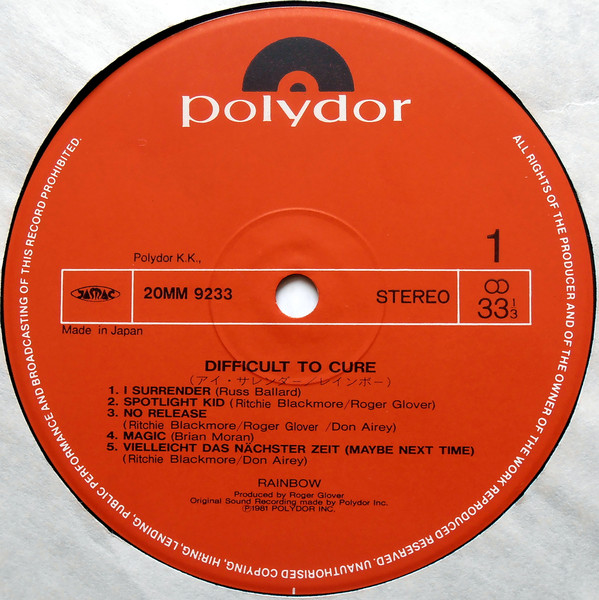 polydor
1
Polydor K.K.,
JASRAC
20MM 9233
STEREO
33 1/3
Made in Japan
DIFFICULT TO CURE
(アイ・サレンダー/レインボー)
1. I SURRENDER (Russ Ballard)
2. SPOTLIGHT KID (Ritchie Blackmore/Roger Glover)
3. NO RELEASE
(Ritchie Blackmore/Roger Glover /Don Airey)
4. MAGIC (Brian Moran)
5. VIELLEICHT DAS NÄCHSTER ZEIT (MAYBE NEXT TIME)
(Ritchie Blackmore/Don Airey)
RAINBOW
Produced by Roger Glover
Original Sound Recording made by Polydor Inc.
Ⓟ1981 POLYDOR INC.
ALL RIGHTS OF THE PRODUCER AND OF THE OWNER OF THE WORK REPRODUCED RESERVED. UNAUTHORISED COPYING, HIRING, LENDING, PUBLIC PERFORMANCE AND BROADCASTING OF THIS RECORD PROHIBITED.